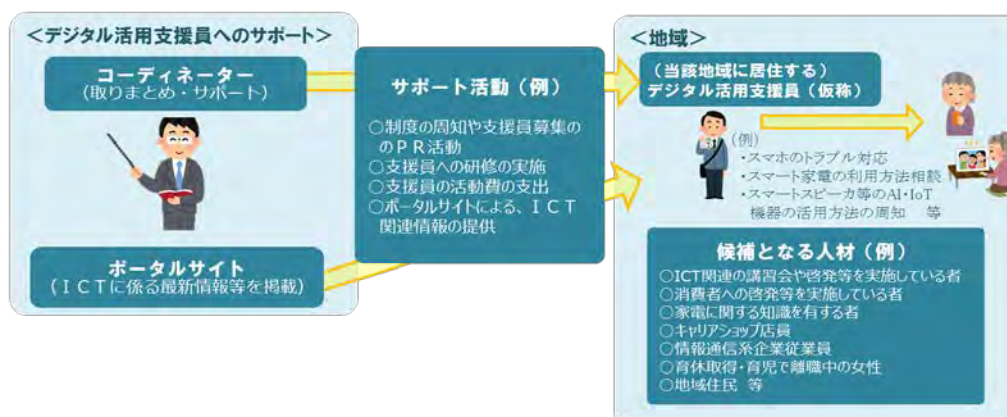 ＜デジタル活用支援員へのサポート＞
コーディネーター
(取りまとめ・サポート)
ポータルサイト
(ＩＣＴに係る最新情報等を掲載)
サポート活動（例）
○制度の周知や支援員募集の
のＰＲ活動
○支援員への研修の実施
○支援員の活動費の支出
○ポータルサイトによる、ＩＣＴ
関連情報の提供
＜地域＞
（当該地域に居住する）
デジタル活用支援員（仮称）
(例)
・スマホのトラブル対応
・スマート家電の利用方法相談
・スマートスピーカ等のAI・IoT
機器の活用方法の周知　等
候補となる人材（例）
○ICT関連の講習会や啓発等を実施している者
○消費者への啓発等を実施している者
○家電に関する知識を有する者
○キャリアショップ店員
○情報通信系企業従業員
○育休取得・育児で離職中の女性
○地域住民　等